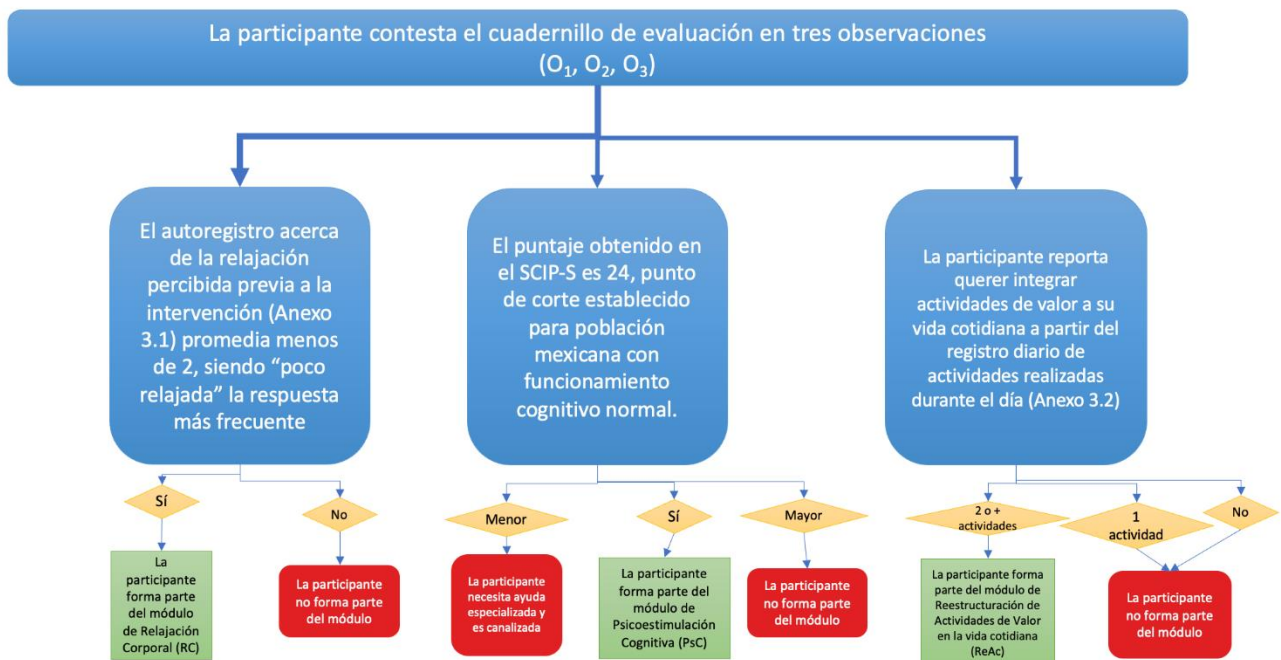 La participante contesta el cuadernillo de evaluación en tres observaciones
(O₁, O₂, O₃)
El autoregistro acerca
de la relajación
percibida previa a la
intervención (Anexo
3.1) promedia menos
de 2, siendo “poco
relajada” la respuesta
más frecuente
El puntaje obtenido en
el SCIP-S es 24, punto
de corte establecido
para población
mexicana con
funcionamiento
cognitivo normal.
La participante reporta
querer integrar
actividades de valor a su
vida cotidiana a partir del
registro diario de
actividades realizadas
durante el día (Anexo 3.2)
Sí
No
Menor
Sí
Mayor
2 o +
actividades
1
actividad
No
La
participante
forma parte
del módulo
de Relajación
Corporal (RC)
La participante
no forma parte
del módulo
La participante
necesita ayuda
especializada y
es canalizada
La participante
forma parte del
módulo de
Psicoestimulación
Cognitiva (PsC)
La participante
no forma parte
del módulo
La participante forma
parte del módulo de
Reestructuración de
Actividades de Valor
en la vida cotidiana
(ReAc)
La participante
no forma parte
del módulo